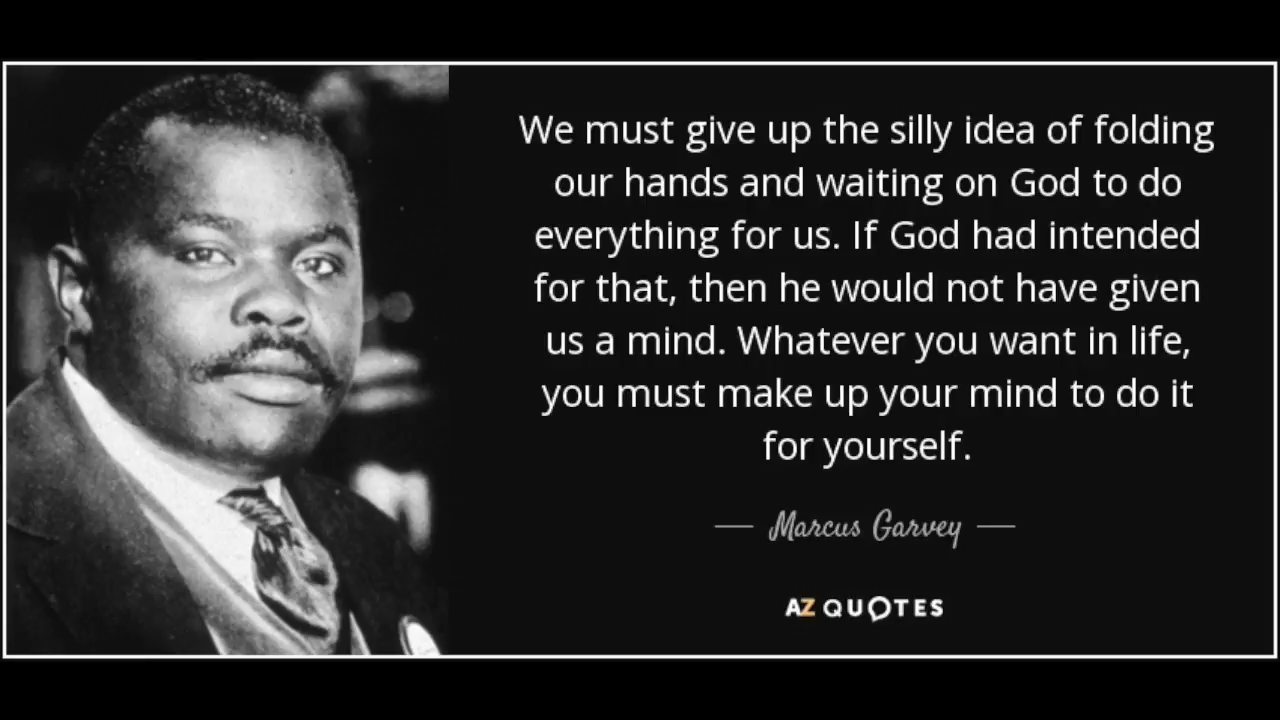 We must give up the silly idea of folding
our hands and waiting on God to do
everything for us. If God had intended
for that, then he would not have given
us a mind. Whatever you want in life,
you must make up your mind to do it
for yourself.
— Marcus Garvey —
AZ QUOTES